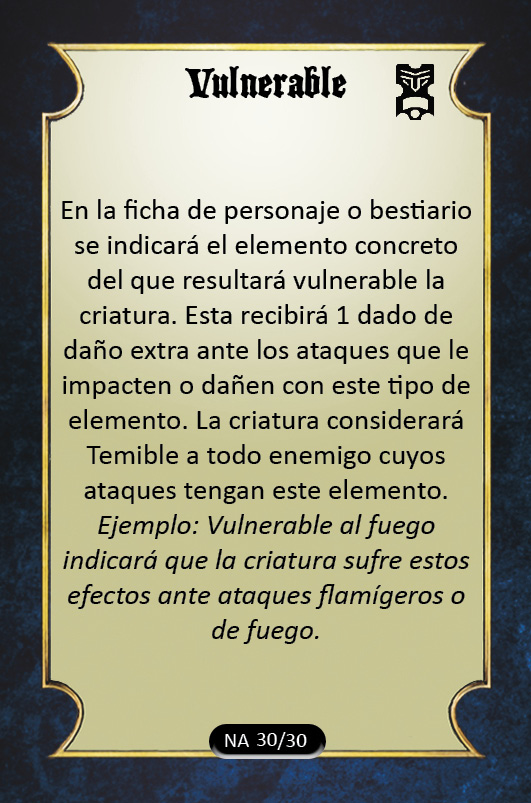 Vulnerable
En la ficha de personaje o bestiario
se indicará el elemento concreto
del que resultará vulnerable la
criatura. Esta recibirá 1 dado de
daño extra ante los ataques que le
impacten o dañen con este tipo de
elemento. La criatura considerará
Temible a todo enemigo cuyos
ataques tengan este elemento.
Ejemplo: Vulnerable al fuego
indicará que la criatura sufre estos
efectos ante ataques flamígeros o
de fuego.
NA 30/30